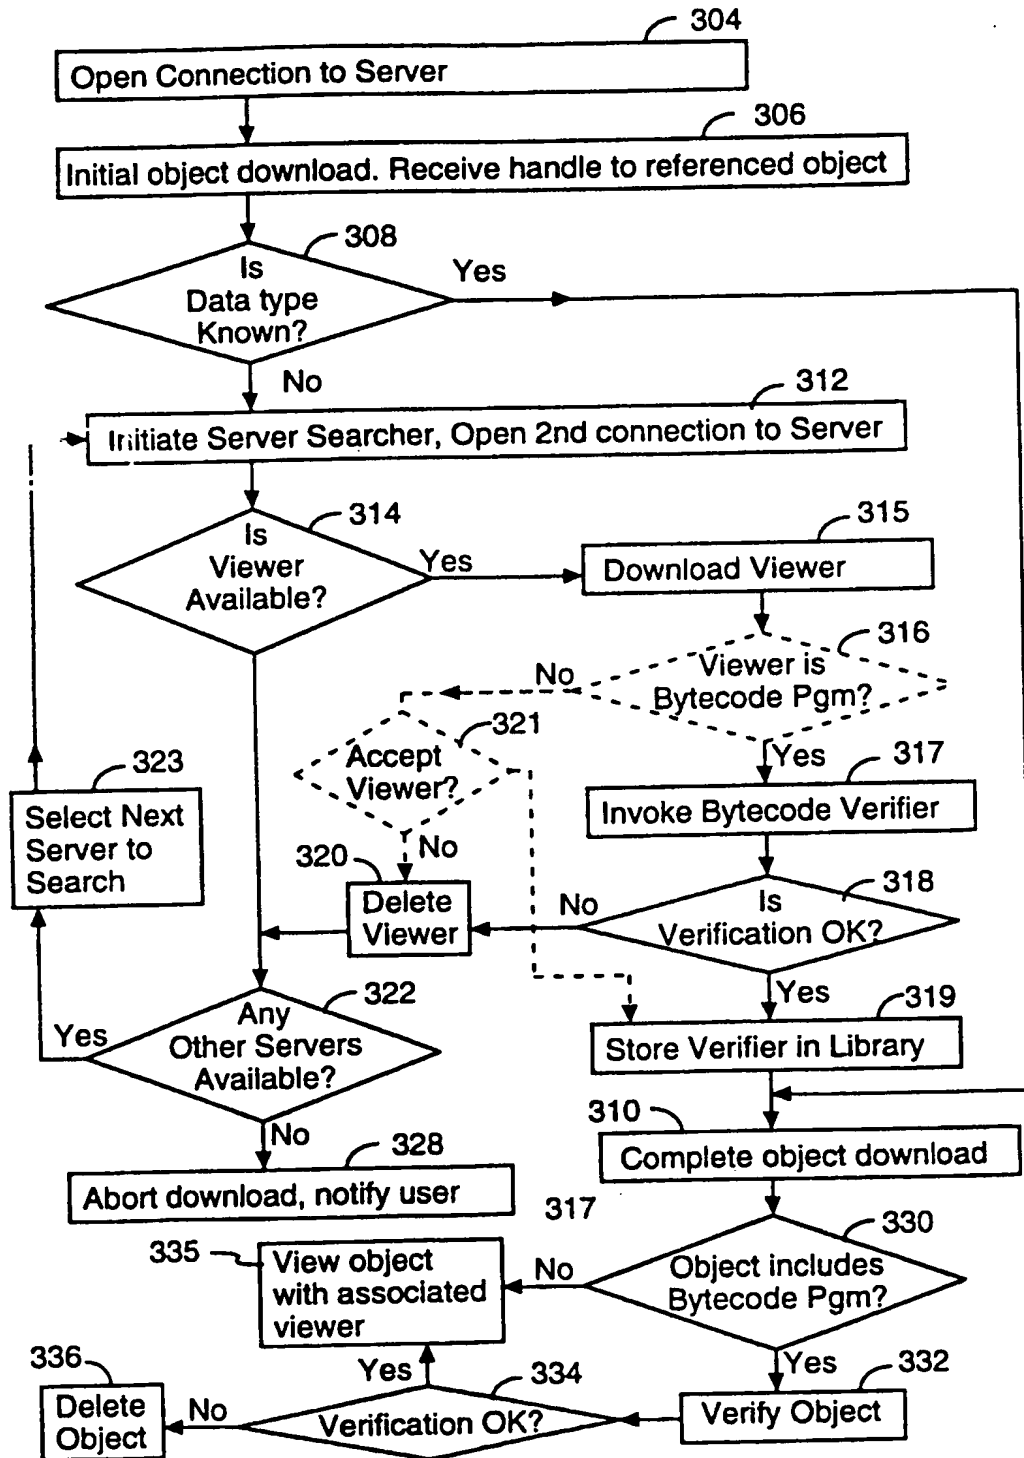 304
Open Connection to Server
306
Initial object download. Receive handle to referenced object
308
Is
Data type
Known?
Yes
No
312
Initiate Server Searcher, Open 2nd connection to Server
314
Is
Viewer
Available?
Yes
315
Download Viewer
316
Viewer is
Bytecode Pgm?
No
Yes
321
Accept
Viewer?
No
317
Invoke Bytecode Verifier
323
Select Next
Server to
Search
320
Delete
Viewer
318
Is
Verification OK?
No
Yes
322
Any
Other Servers
Available?
Yes
No
319
Store Verifier in Library
310
Complete object download
328
Abort download, notify user
317
330
Object includes
Bytecode Pgm?
No
Yes
335
View object
with associated
viewer
332
Verify Object
334
Verification OK?
Yes
No
336
Delete
Object